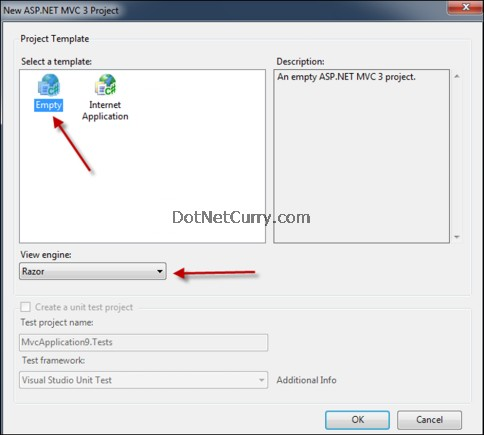 New ASP.NET MVC 3 Project
Project Template
Select a template:
Description:
Empty
Internet
Application
An empty ASP.NET MVC 3 project.
DotNetCurry.com
View engine:
Razor
Create a unit test project
Test project name:
MvcApplication9.Tests
Test framework:
Visual Studio Unit Test
Additional Info
OK
Cancel